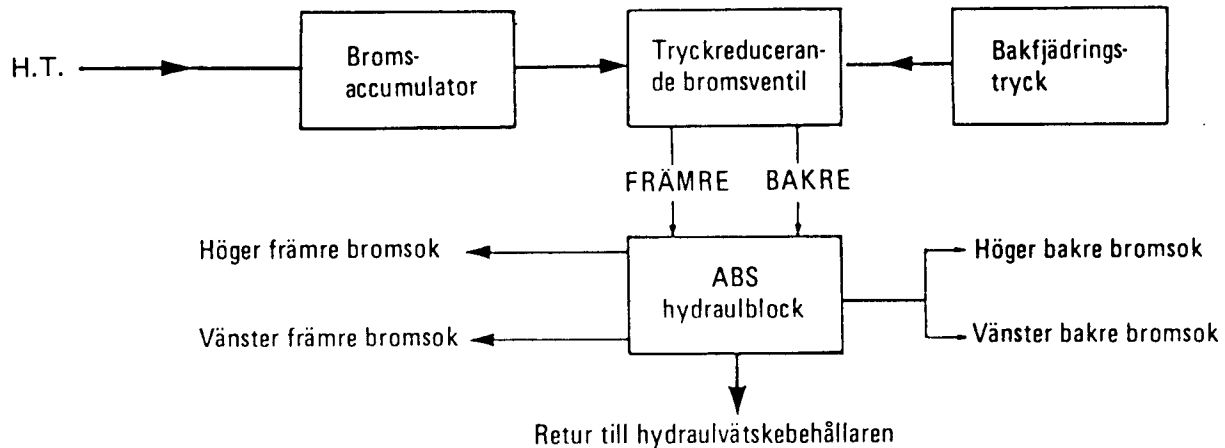 H.T.
Broms-
accumulator
Tryckreduceran-
de bromsventil
Bakfjädrings-
tryck
FRÄMRE
BAKRE
Höger främre bromsok
Vänster främre bromsok
ABS
hydraulblock
Höger bakre bromsok
Vänster bakre bromsok
Retur till hydraulvätskebehållaren